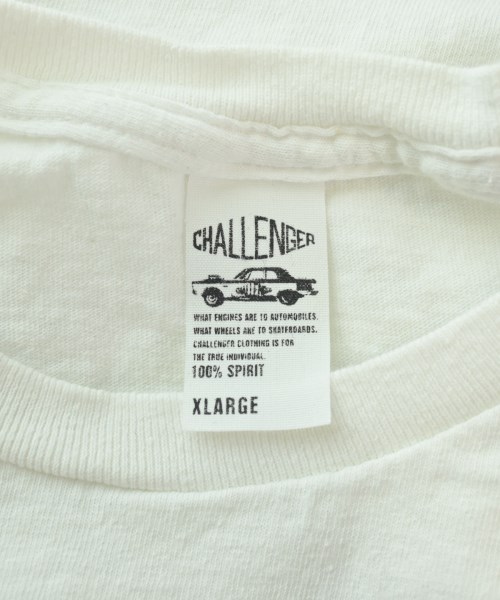 CHALLENGER
WHAT ENGINES ARE TO AUTOMOBILES.
WHAT WHEELS ARE TO SKATEBOARDS.
CHALLENGER CLOTHING IS FOR
THE TRUE INDIVIDUAL.
100% SPIRIT
XLARGE